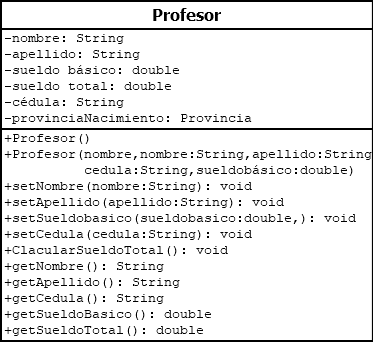 Profesor
-nombre: String
-apellido: String
-sueldo básico: double
-sueldo total: double
-cédula: String
-provinciaNacimiento: Provincia
+Profesor()
+Profesor(nombre,nombre:String,apellido:String
cedula:String,sueldobásico:double)
+setNombre(nombre:String): void
+setApellido(apellido:String): void
+setSueldobasico(sueldobasico:double,): void
+setCedula(cedula:String): void
+ClacularSueldoTotal(): void
+getNombre(): String
+getApellido(): String
+getCedula(): String
+getSueldoBasico(): double
+getSueldoTotal(): double